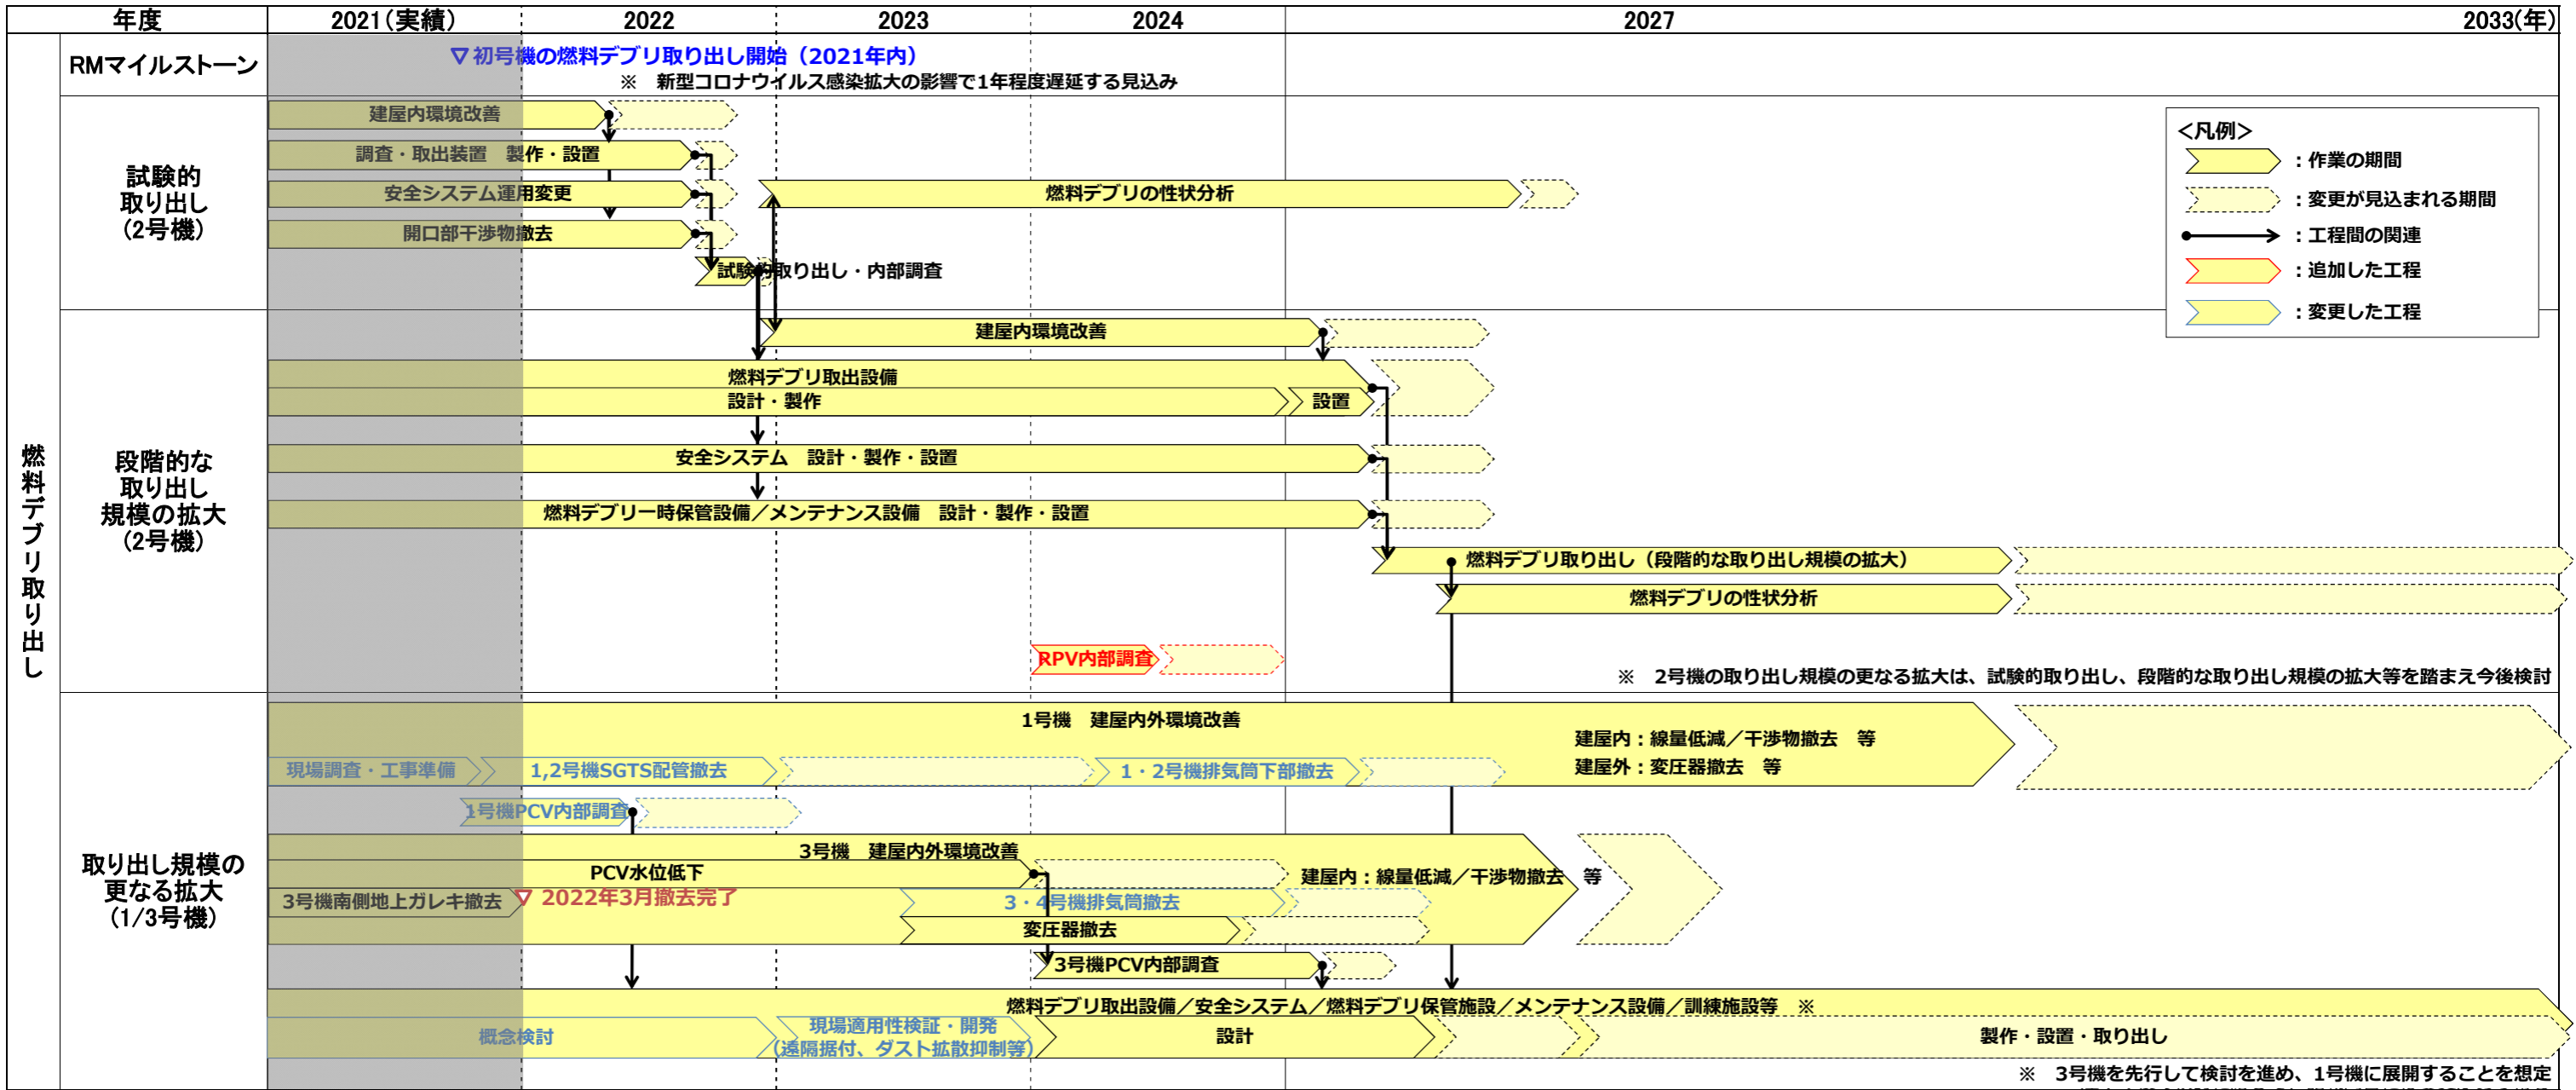 年度 2021(実績) 2022 2023 2024 2027 2033(年)
燃料デブリ取り出し
RMマイルストーン
▽初号機の燃料デブリ取り出し開始（2021年内）
※　新型コロナウイルス感染拡大の影響で1年程度遅延する見込み
試験的
取り出し
(2号機)
建屋内環境改善
調査・取出装置　製作・設置
安全システム運用変更
燃料デブリの性状分析
開口部干渉物撤去
試験的取り出し・内部調査
＜凡例＞
：作業の期間
：変更が見込まれる期間
：工程間の関連
：追加した工程
：変更した工程
段階的な
取り出し
規模の拡大
(2号機)
建屋内環境改善
燃料デブリ取出設備
設計・製作
設置
安全システム　設計・製作・設置
燃料デブリ一時保管設備／メンテナンス設備　設計・製作・設置
燃料デブリ取り出し（段階的な取り出し規模の拡大）
燃料デブリの性状分析
RPV内部調査
※　2号機の取り出し規模の更なる拡大は、試験的取り出し、段階的な取り出し規模の拡大等を踏まえ今後検討
取り出し規模の
更なる拡大
(1/3号機)
1号機　建屋内外環境改善
建屋内：線量低減／干渉物撤去　等
建屋外：変圧器撤去　等
現場調査・工事準備
1,2号機SGTS配管撤去
1・2号機排気筒下部撤去
1号機PCV内部調査
3号機　建屋内外環境改善
PCV水位低下
建屋内：線量低減／干渉物撤去　等
3号機南側地上ガレキ撤去
▽ 2022年3月撤去完了
3・4号機排気筒撤去
変圧器撤去
3号機PCV内部調査
燃料デブリ取出設備／安全システム／燃料デブリ保管施設／メンテナンス設備／訓練施設等　※
概念検討
現場適用性検証・開発
（遠隔据付、ダスト拡散抑制等）
設計
製作・設置・取り出し
※　3号機を先行して検討を進め、1号機に展開することを想定